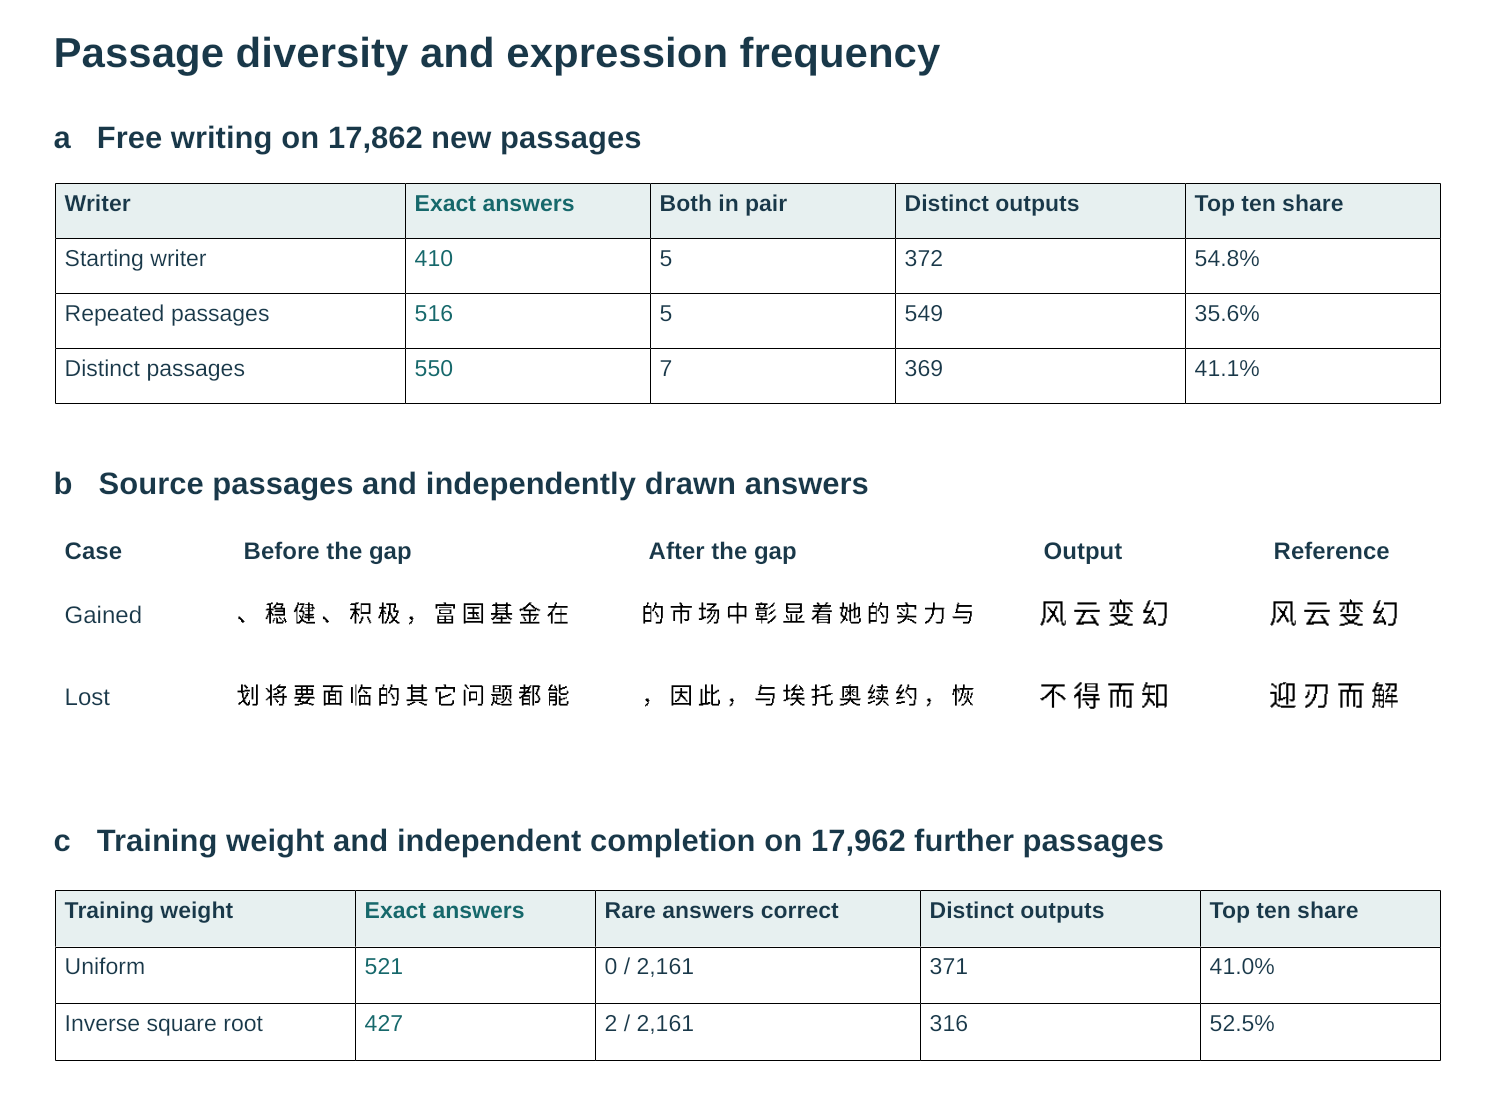 Passage diversity and expression frequency
a Free writing on 17,862 new passages
Writer Exact answers Both in pair Distinct outputs Top ten share
Starting writer 410 5 372 54.8%
Repeated passages 516 5 549 35.6%
Distinct passages 550 7 369 41.1%
b Source passages and independently drawn answers
Case Before the gap After the gap Output Reference
Gained 、稳健、积极，富国基金在 的市场中彰显着她的实力与 风云变幻 风云变幻
Lost 划将要面临的其它问题都能 ，因此，与埃托奥续约，恢 不得而知 迎刃而解
c Training weight and independent completion on 17,962 further passages
Training weight Exact answers Rare answers correct Distinct outputs Top ten share
Uniform 521 0 / 2,161 371 41.0%
Inverse square root 427 2 / 2,161 316 52.5%